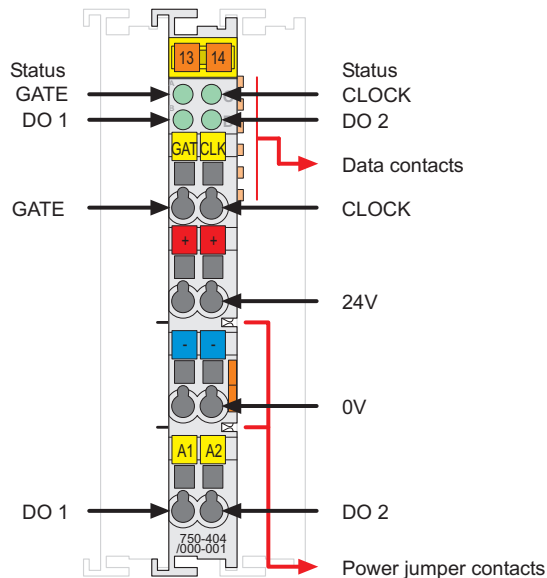 13 14
Status
GATE
DO 1
Status
CLOCK
DO 2
A
C
B
GAT CLK
Data contacts
GATE
CLOCK
+ +
24V
- -
0V
A1 A2
DO 1
DO 2
750-404
/000-001
Power jumper contacts